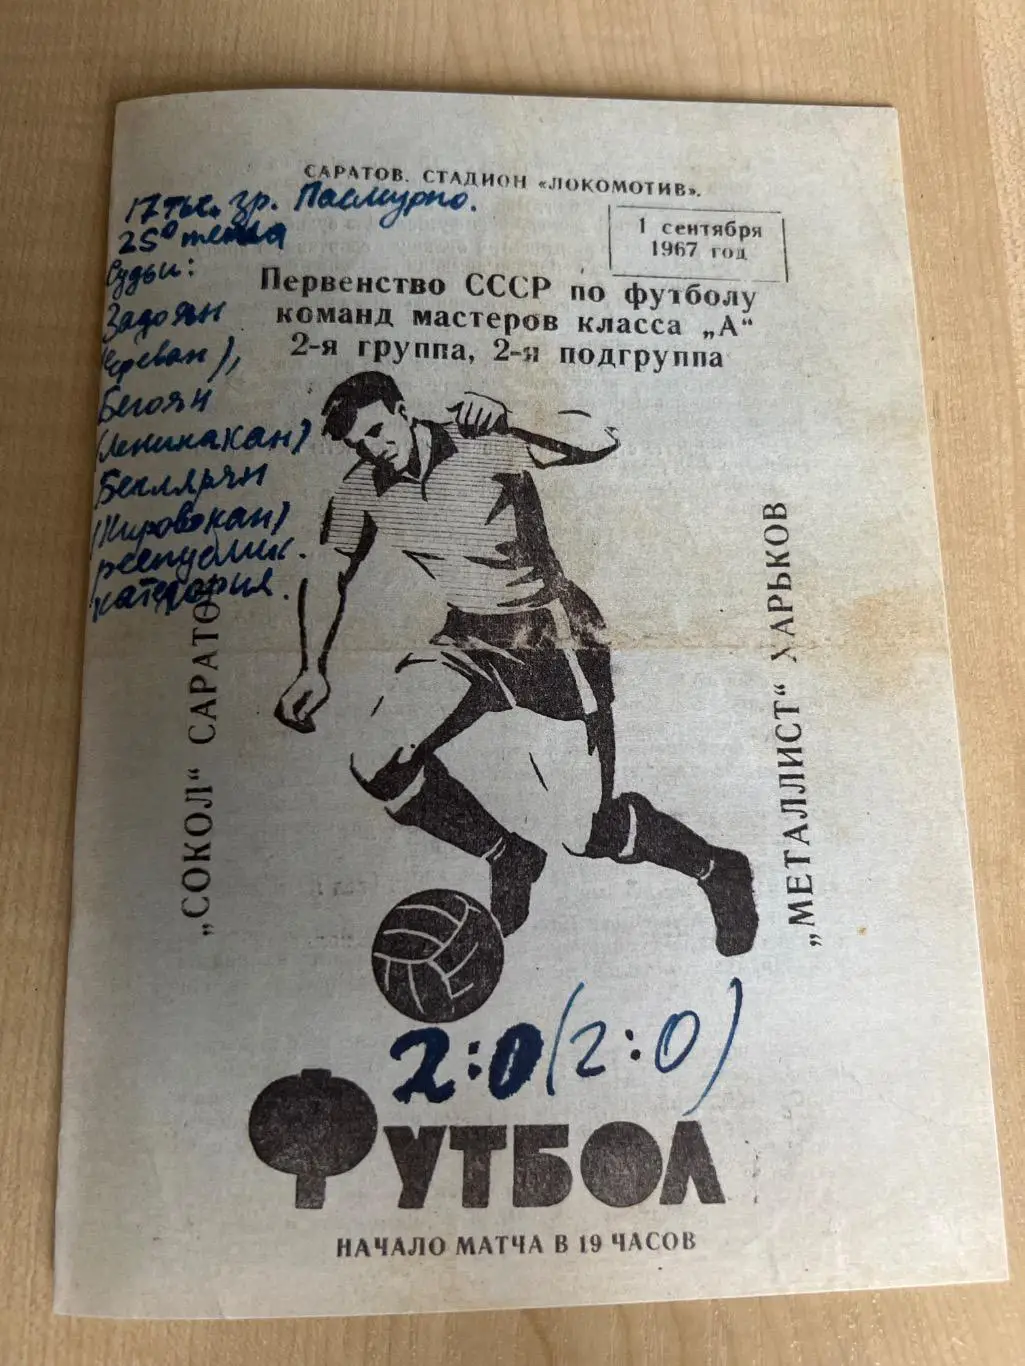 САРАТОВ. СТАДИОН «ЛОКОМОТИВ».
17 тыс. зр. Пасмурно.
25° тепла
Судьи:
Задоян
(Ереван),
Бегоян
(Ленинакан)
Бекларян
(Кировокан)
республик.
категория.
1 сентября
1967 год
Первенство СССР по футболу
команд мастеров класса „А“
2-я группа, 2-я подгруппа
„СОКОЛ“ САРАТОВ
„МЕТАЛЛИСТ“ ХАРЬКОВ
2:0 (2:0)
ФУТБОЛ
НАЧАЛО МАТЧА В 19 ЧАСОВ